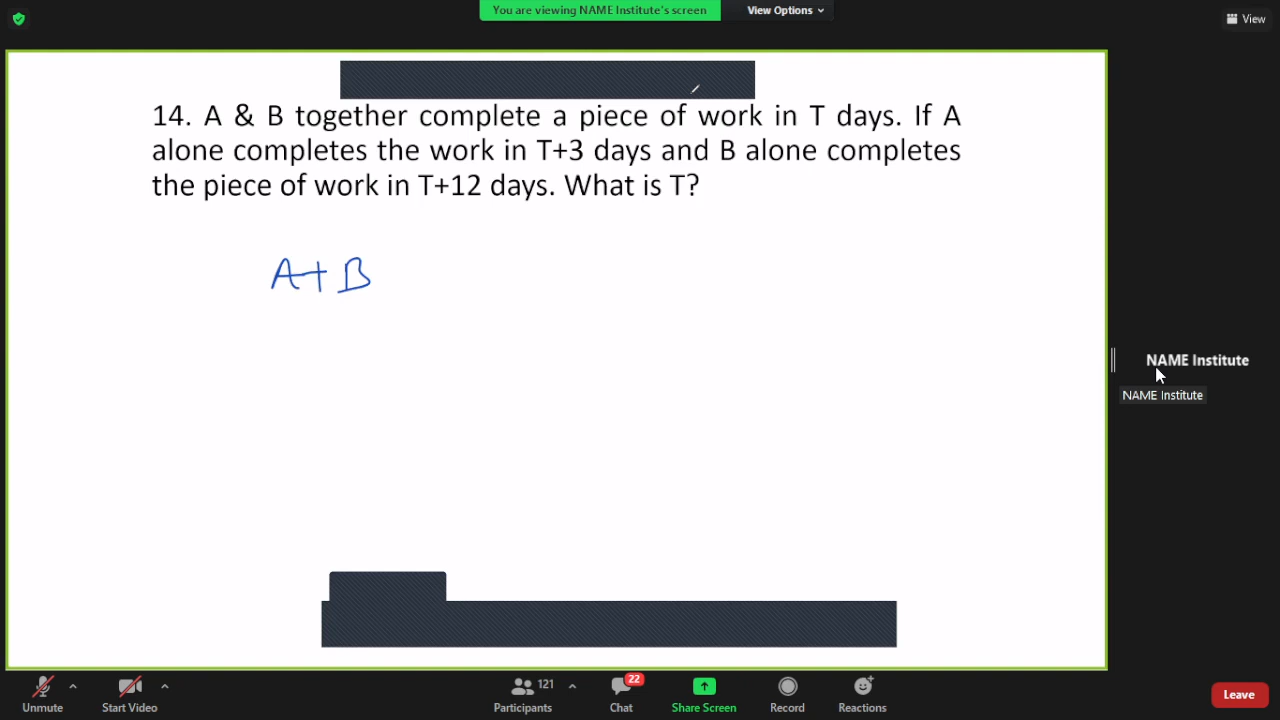 You are viewing NAME Institute's screen View Options
View
14. A & B together complete a piece of work in T days. If A
alone completes the work in T+3 days and B alone completes
the piece of work in T+12 days. What is T?
A+B
NAME Institute
NAME Institute
Unmute Start Video Participants 121 Chat 22 Share Screen Record Reactions Leave